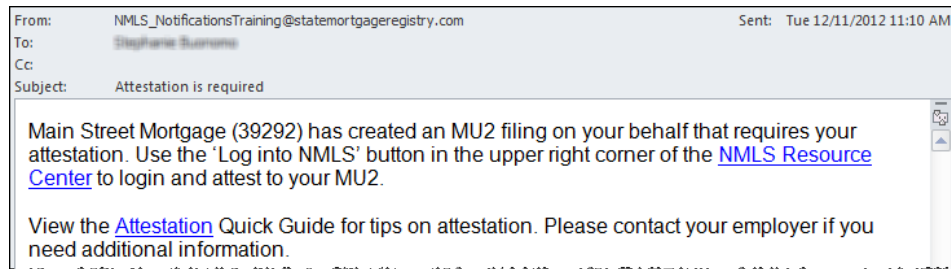 From: NMLS_NotificationsTraining@statemortgageregistry.com Sent: Tue 12/11/2012 11:10 AM
To:
Cc:
Subject: Attestation is required
Main Street Mortgage (39292) has created an MU2 filing on your behalf that requires your
attestation. Use the ‘Log into NMLS’ button in the upper right corner of the NMLS Resource
Center to login and attest to your MU2.
View the Attestation Quick Guide for tips on attestation. Please contact your employer if you
need additional information.